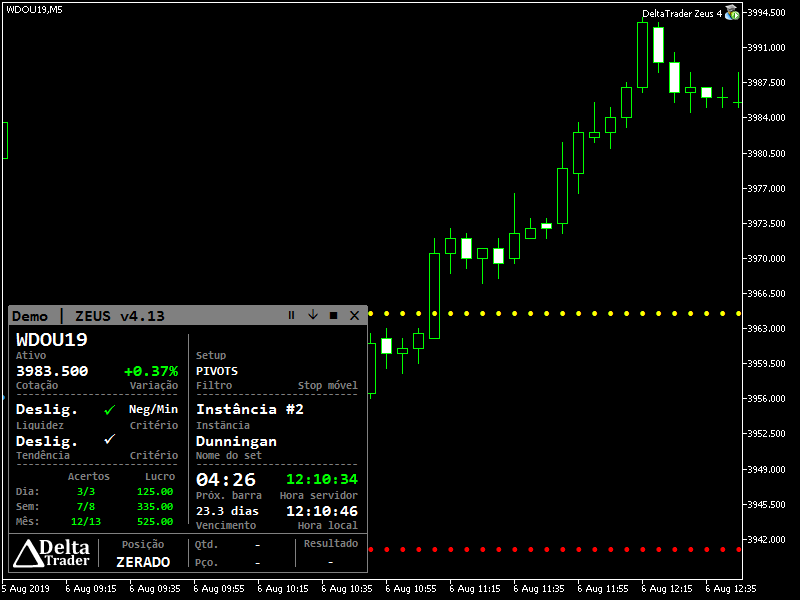 WDOU19,M5
DeltaTrader Zeus 4
3994.500
3991.000
3987.500
3984.000
3980.500
3977.000
3973.500
3970.000
3966.500
3963.000
3959.500
3956.000
3952.500
3949.000
3945.500
3942.000
Demo | ZEUS v4.13
WDOU19
Ativo
3983.500 +0.37%
Cotação Variação
Setup
PIVOTS
Filtro Stop móvel
Deslig. Neg/Min
Liquidez Critério
Deslig.
Tendência Critério
Instância #2
Instância
Dunningan
Nome do set
Acertos Lucro
Dia: 3/3 125.00
Sem: 7/8 335.00
Mês: 12/13 525.00
04:26 12:10:34
Próx. barra Hora servidor
23.3 dias 12:10:46
Vencimento Hora local
Delta
Trader
Posição
ZERADO
Qtd. -
Pço. -
Resultado
-
5 Aug 2019 6 Aug 09:15 6 Aug 09:35 6 Aug 09:55 6 Aug 10:15 6 Aug 10:35 6 Aug 10:55 6 Aug 11:15 6 Aug 11:35 6 Aug 11:55 6 Aug 12:15 6 Aug 12:35